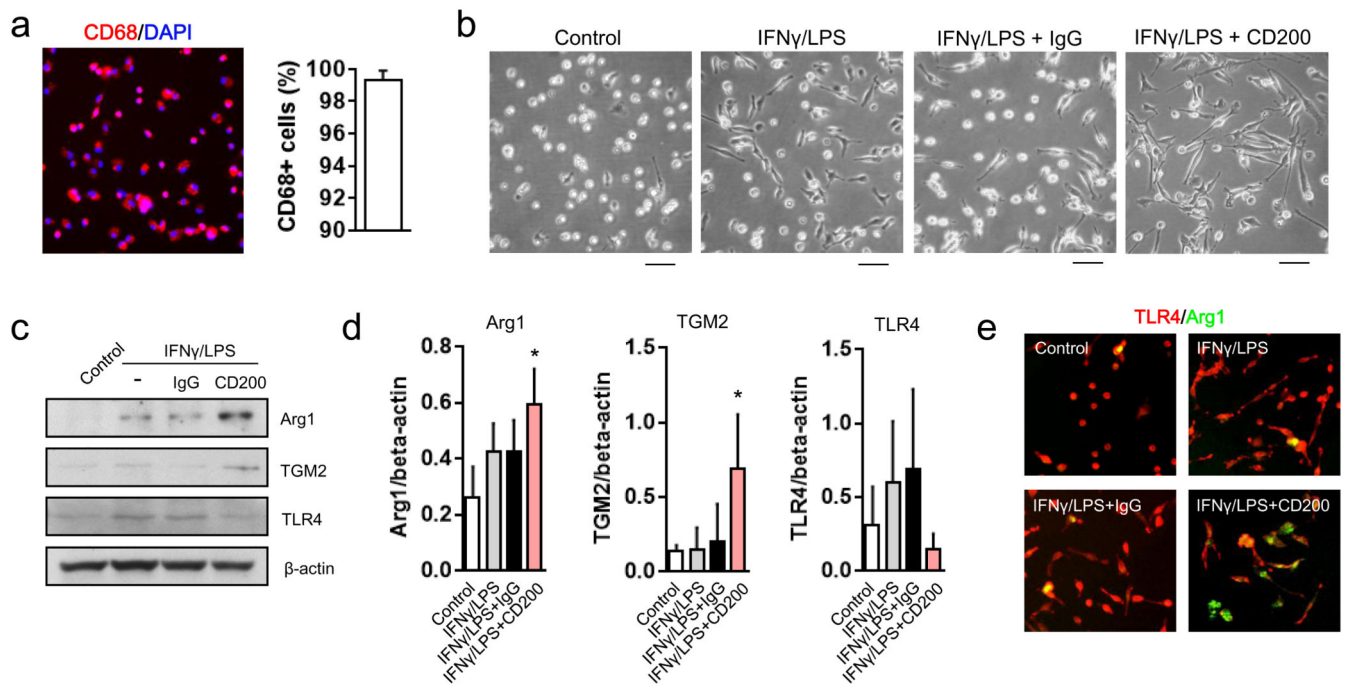 a
CD68/DAPI
CD68+ cells (%)
100
98
96
94
92
90
b
Control
IFNγ/LPS
IFNγ/LPS + IgG
IFNγ/LPS + CD200
c
Control
IFNγ/LPS
-
IgG
CD200
Arg1
TGM2
TLR4
β-actin
d
Arg1
Arg1/beta-actin
0.8
0.6
0.4
0.2
0.0
*
Control
IFNγ/LPS
IFNγ/LPS+IgG
IFNγ/LPS+CD200
TGM2
TGM2/beta-actin
1.5
1.0
0.5
0.0
*
Control
IFNγ/LPS
IFNγ/LPS+IgG
IFNγ/LPS+CD200
TLR4
TLR4/beta-actin
1.5
1.0
0.5
0.0
Control
IFNγ/LPS
IFNγ/LPS+IgG
IFNγ/LPS+CD200
e
TLR4/Arg1
Control
IFNγ/LPS
IFNγ/LPS+IgG
IFNγ/LPS+CD200